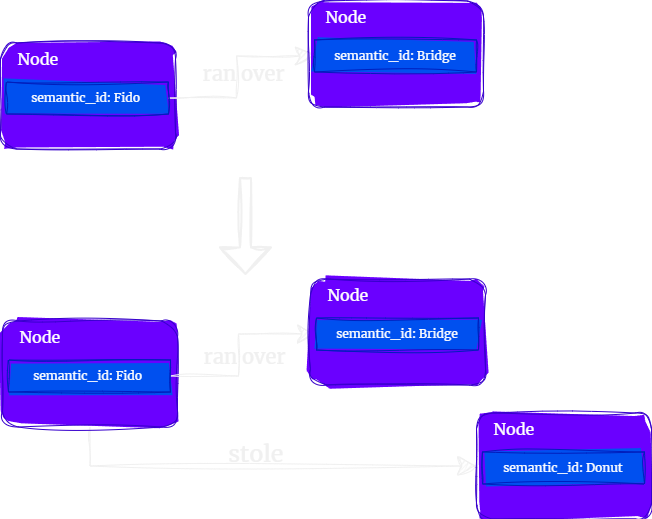 Node
semantic_id: Bridge
Node
semantic_id: Fido
ran over
Node
semantic_id: Bridge
Node
semantic_id: Fido
ran over
Node
semantic_id: Donut
stole